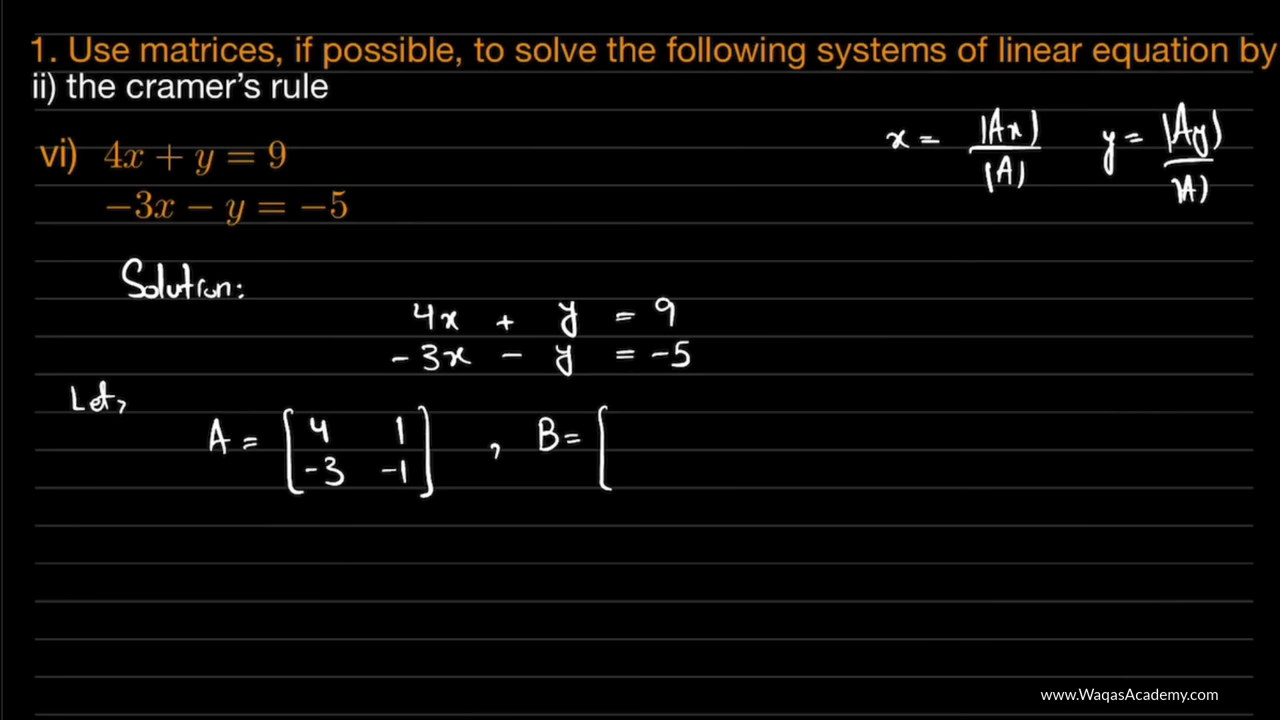 1. Use matrices, if possible, to solve the following systems of linear equation by
ii) the cramer's rule
x = |Ax| / |A| y = |Ay| / |A|
vi) 4x + y = 9
−3x − y = −5
Solution:
4x + y = 9
-3x - y = -5
Let,
A = [4 1
-3 -1] , B = [
www.WaqasAcademy.com